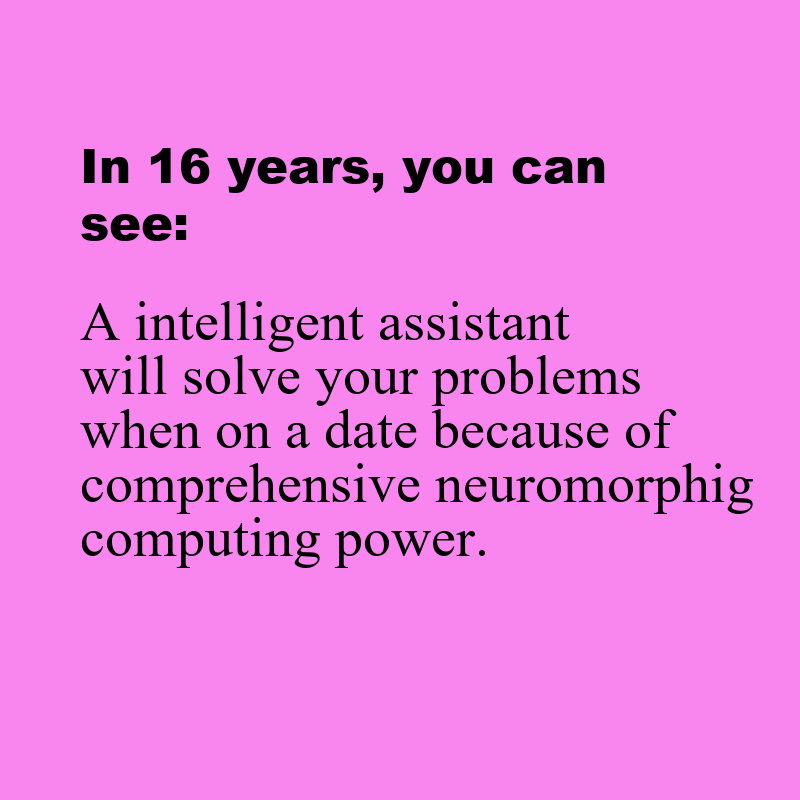 In 16 years, you can
see:
A intelligent assistant
will solve your problems
when on a date because of
comprehensive neuromorphig
computing power.